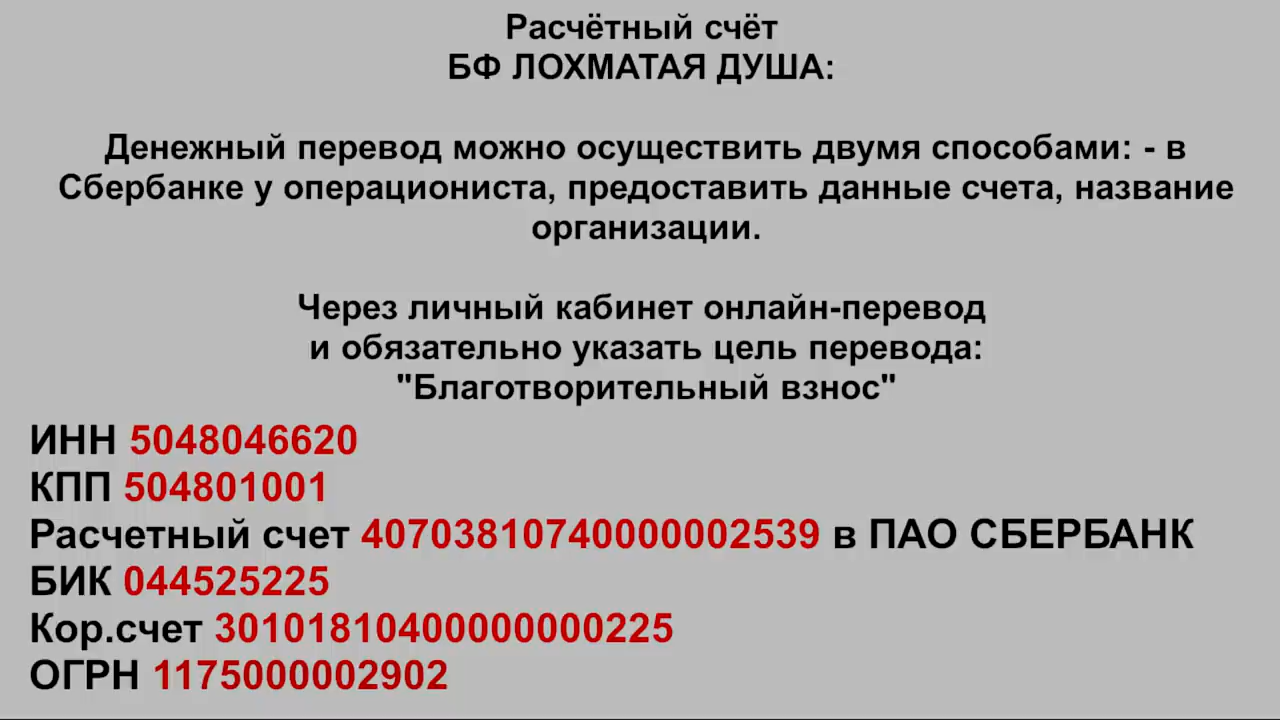 Расчётный счёт
БФ ЛОХМАТАЯ ДУША:
Денежный перевод можно осуществить двумя способами: - в
Сбербанке у операциониста, предоставить данные счета, название
организации.
Через личный кабинет онлайн-перевод
и обязательно указать цель перевода:
"Благотворительный взнос"
ИНН 5048046620
КПП 504801001
Расчетный счет 40703810740000002539 в ПАО СБЕРБАНК
БИК 044525225
Кор.счет 30101810400000000225
ОГРН 1175000002902